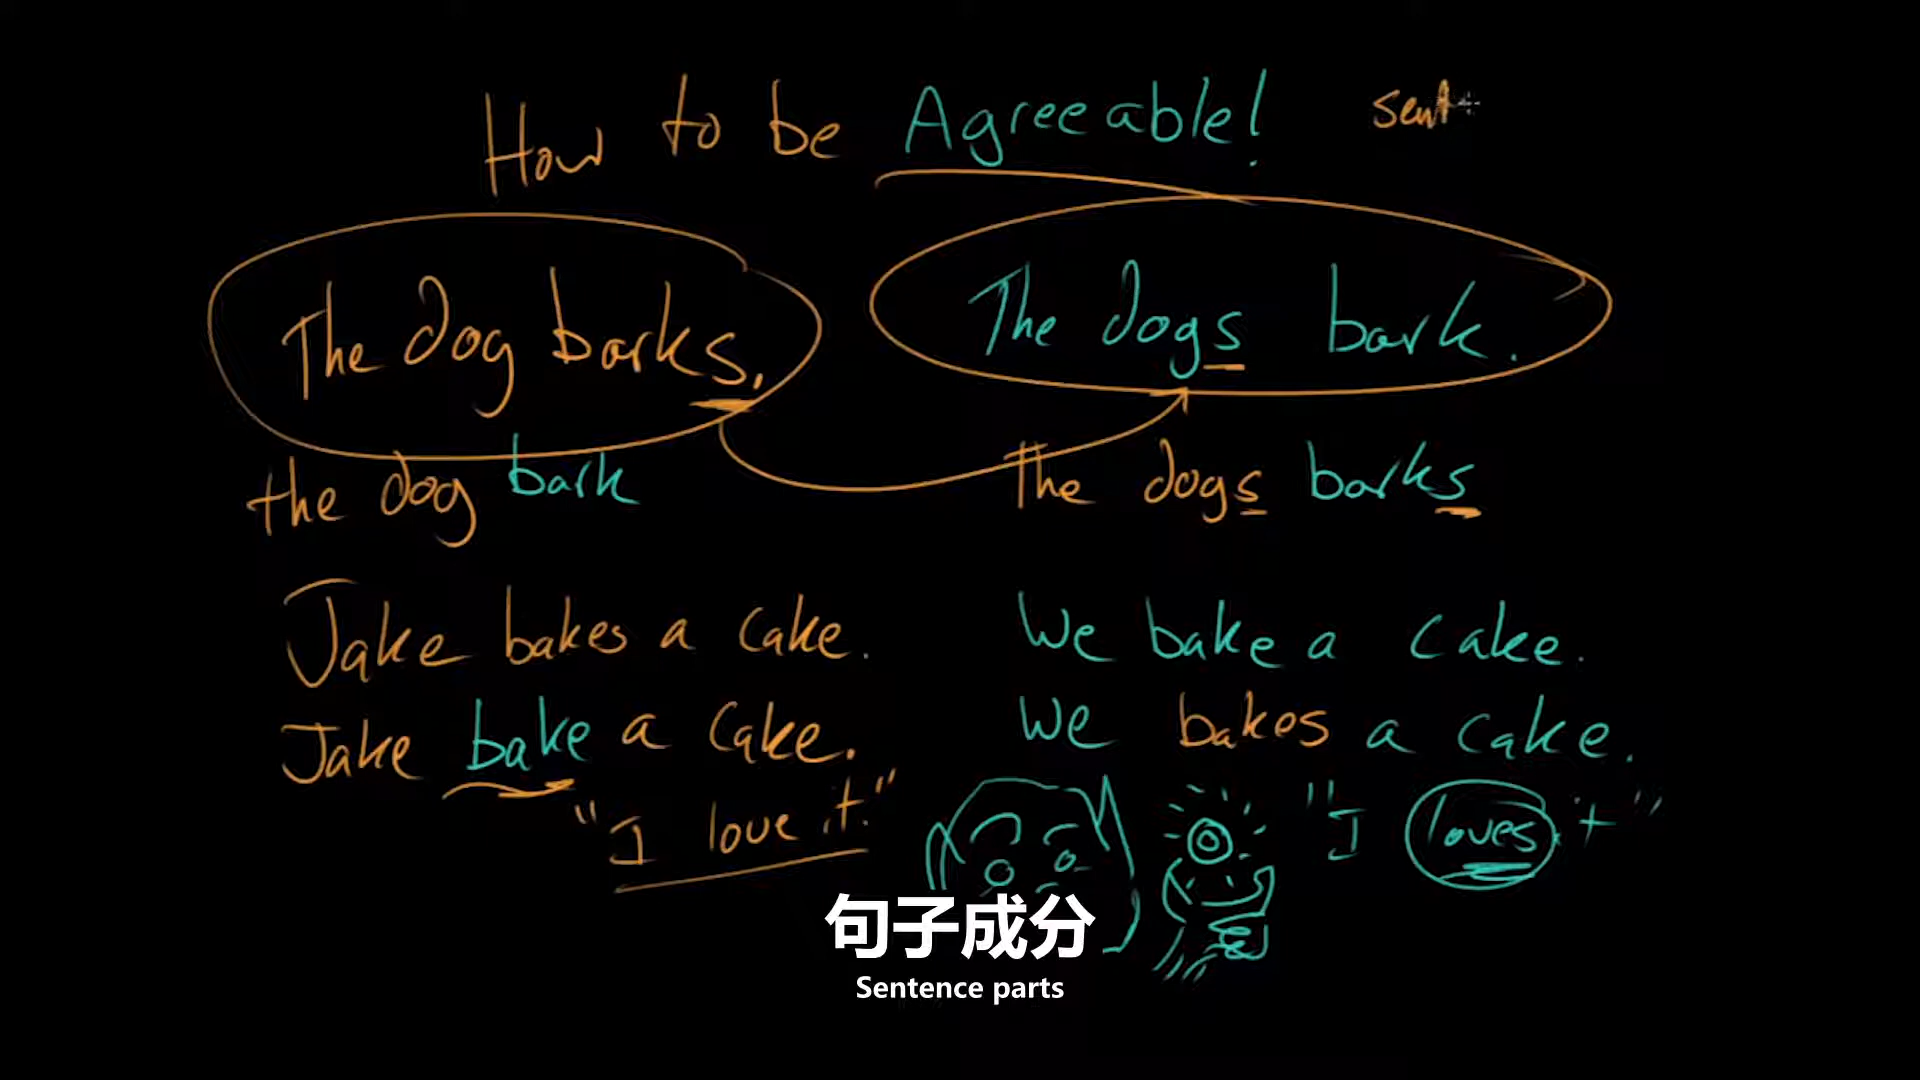 How to be Agreeable!
sent
The dog barks.
The dogs bark.
the dog bark
The dogs barks
Jake bakes a cake.
We bake a cake.
Jake bake a cake.
We bakes a cake.
"I love it."
"I loves it"
句子成分
Sentence parts